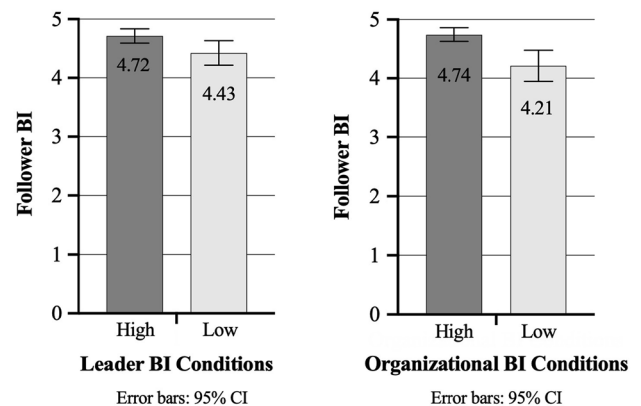 5
4
3
2
1
0
Follower BI
4.72
4.43
High
Low
Leader BI Conditions
Error bars: 95% CI
5
4
3
2
1
0
Follower BI
4.74
4.21
High
Low
Organizational BI Conditions
Error bars: 95% CI